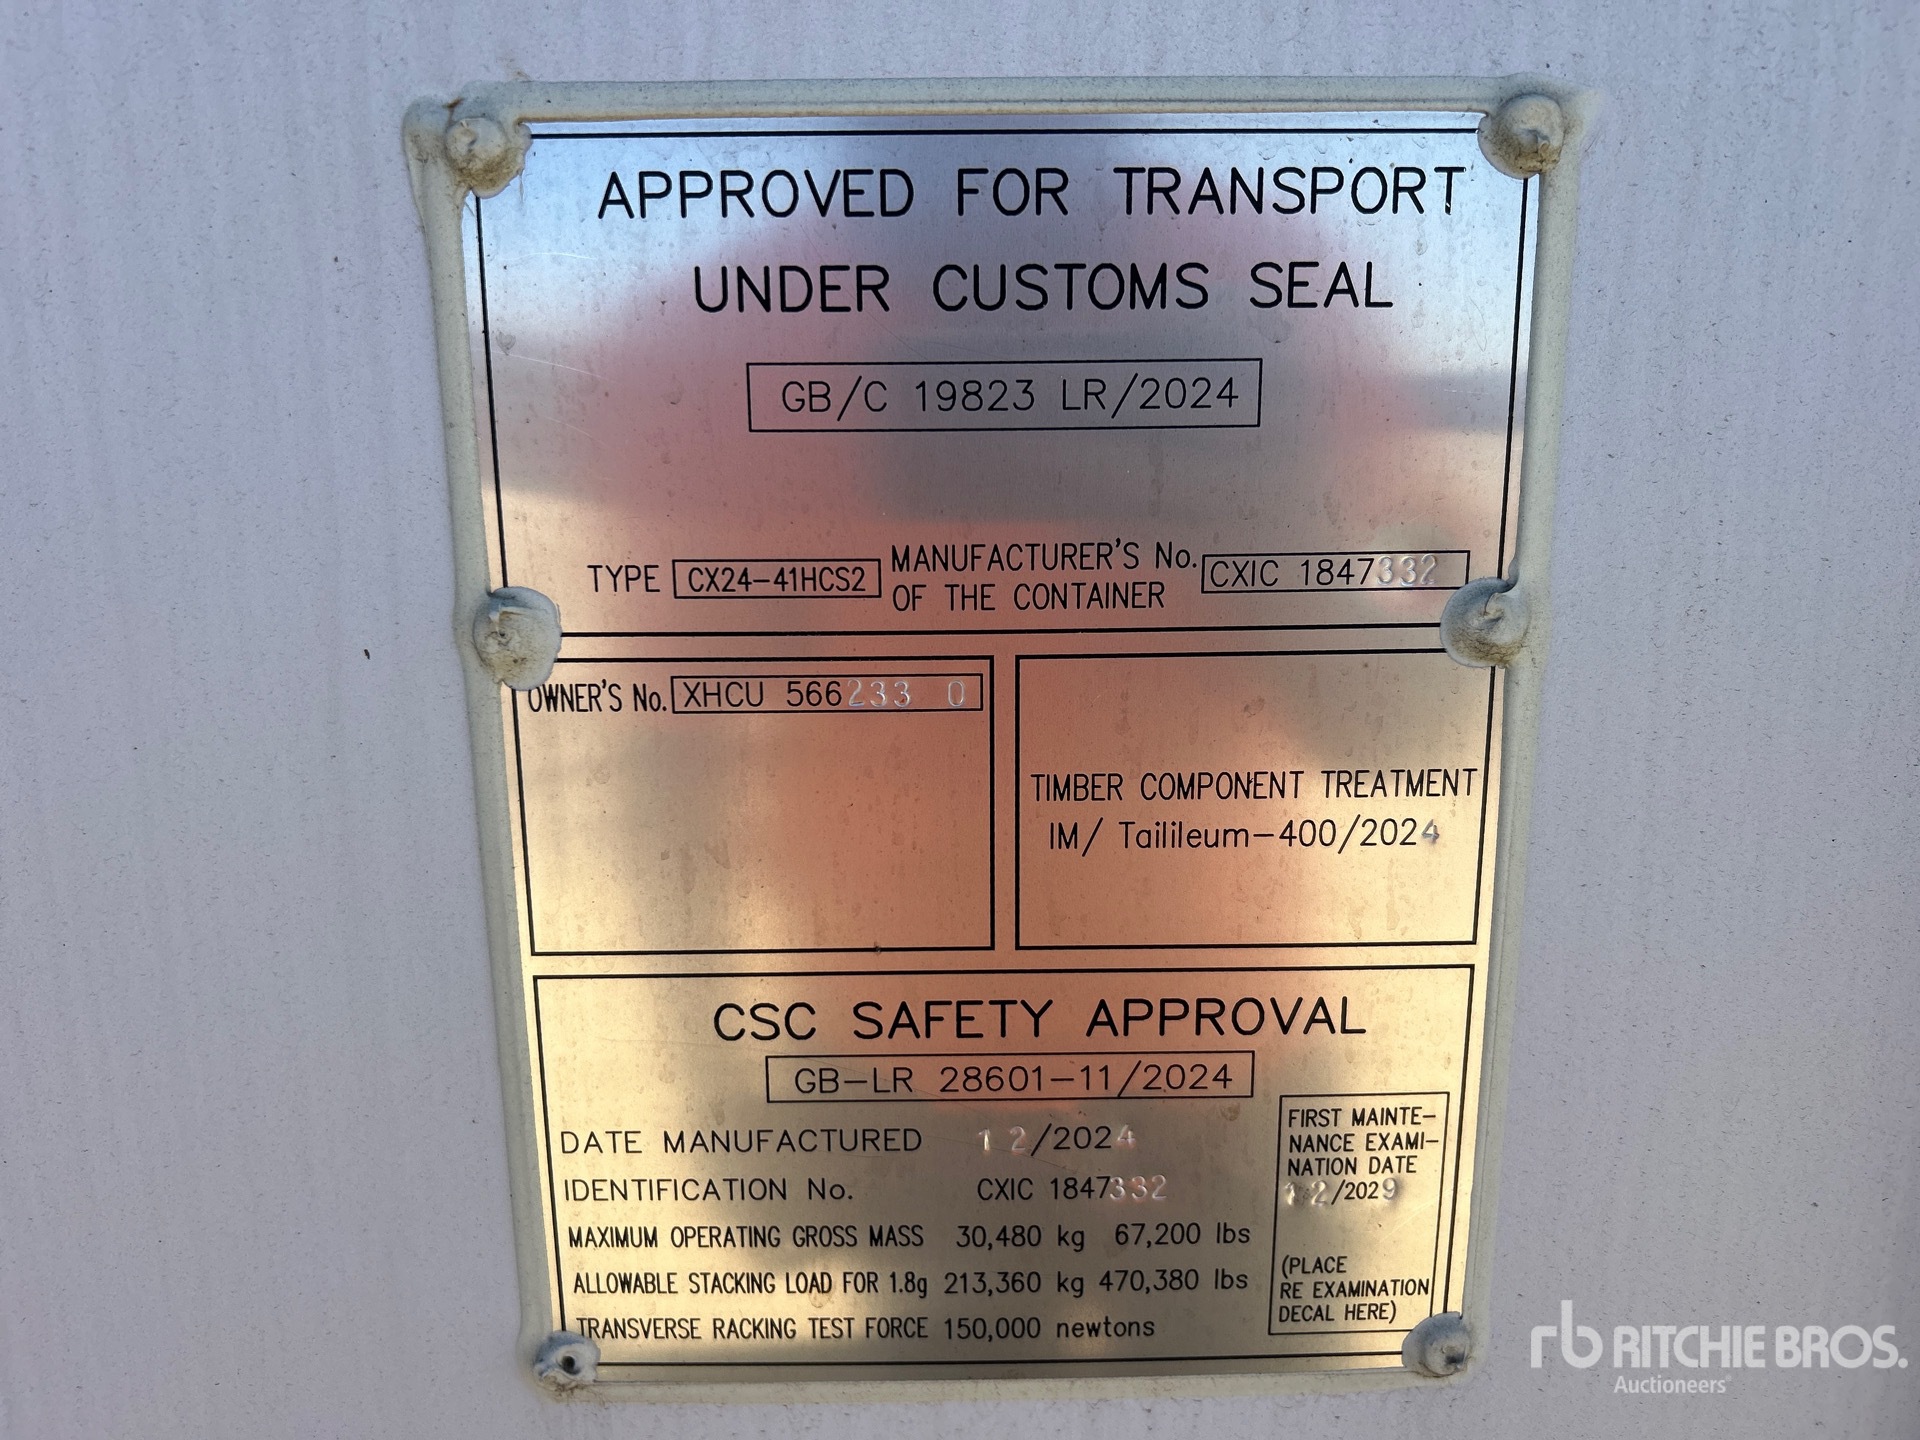 APPROVED FOR TRANSPORT
UNDER CUSTOMS SEAL
GB/C 19823 LR/2024
TYPE CX24-41HCS2 MANUFACTURER'S No. OF THE CONTAINER CXIC 1847332
OWNER'S No. XHCU 566233 0
TIMBER COMPONENT TREATMENT
IM/ Tailileum-400/2024
CSC SAFETY APPROVAL
GB-LR 28601-11/2024
DATE MANUFACTURED 12/2024
IDENTIFICATION No. CXIC 1847332
MAXIMUM OPERATING GROSS MASS 30,480 kg 67,200 lbs
ALLOWABLE STACKING LOAD FOR 1.8g 213,360 kg 470,380 lbs
TRANSVERSE RACKING TEST FORCE 150,000 newtons
FIRST MAINTE-
NANCE EXAMI-
NATION DATE
12/2029
(PLACE
RE EXAMINATION
DECAL HERE)
rb RITCHIE BROS.
Auctioneers